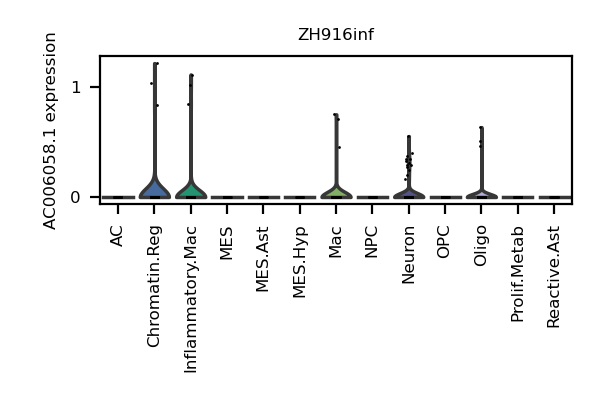 ZH916inf
AC006058.1 expression
1
0
AC
Chromatin.Reg
Inflammatory.Mac
MES
MES.Ast
MES.Hyp
Mac
NPC
Neuron
OPC
Oligo
Prolif.Metab
Reactive.Ast